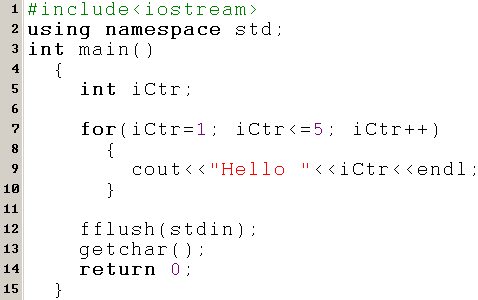 1 #include<iostream>
2 using namespace std;
3 int main()
4 {
5 int iCtr;
6
7 for(iCtr=1; iCtr<=5; iCtr++)
8 {
9 cout<<"Hello "<<iCtr<<endl;
10 }
11
12 fflush(stdin);
13 getchar();
14 return 0;
15 }